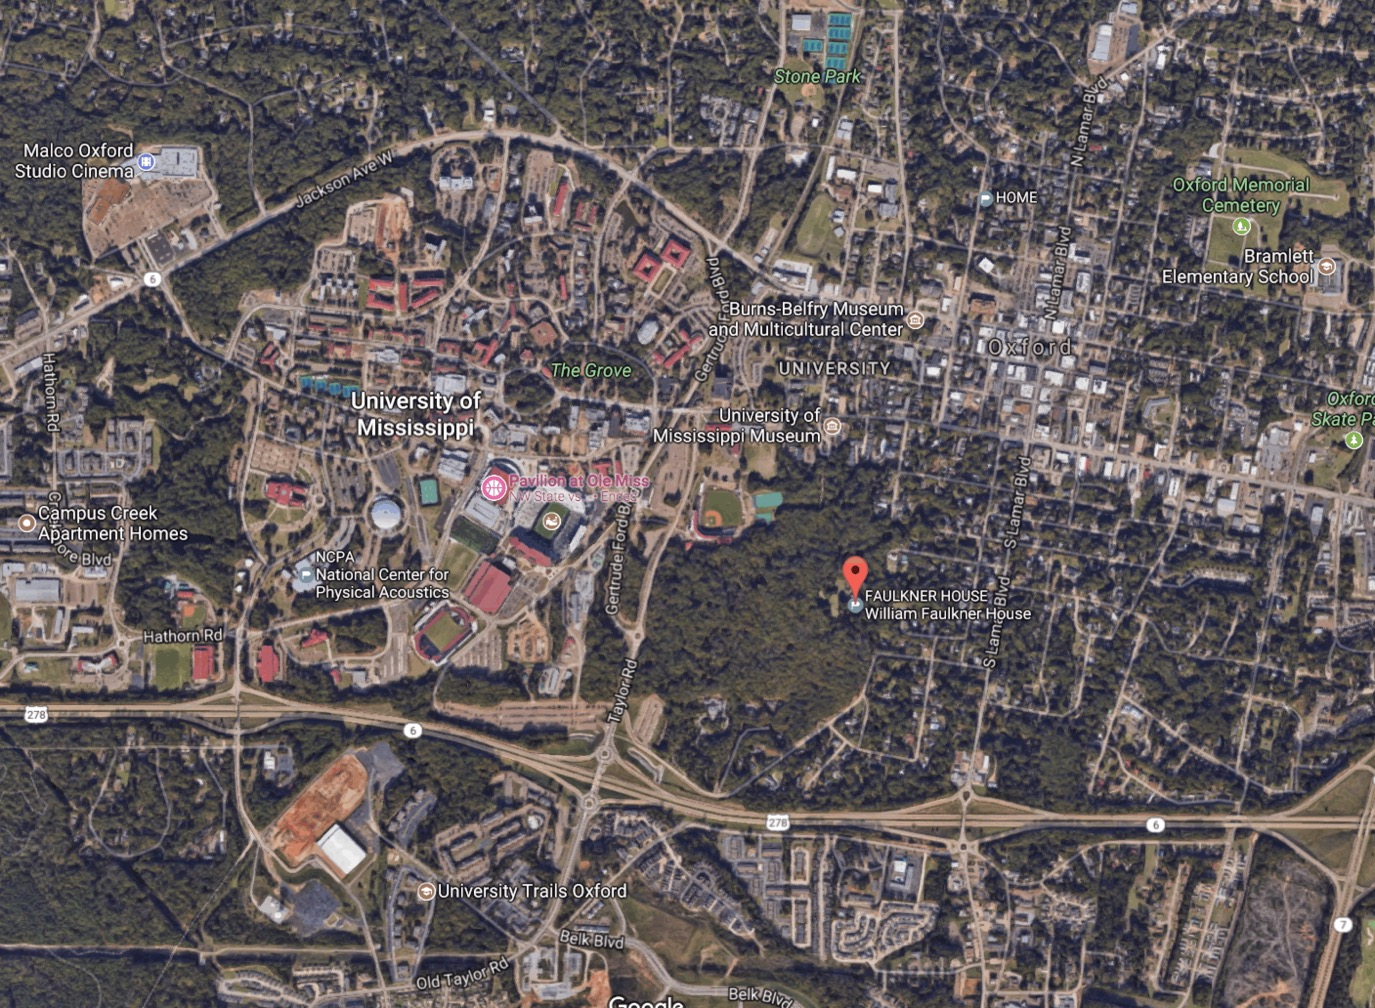 Stone Park
N Lamar Blvd
Malco Oxford
Studio Cinema
Jackson Ave W
HOME
Oxford Memorial
Cemetery
N Lamar Blvd
Bramlett
Elementary School
6
Burns-Belfry Museum
and Multicultural Center
Oxford
Hathorn Rd
The Grove
UNIVERSITY
University of
Mississippi
University of
Mississippi Museum
Oxford
Pavilion at Ole Miss
NW State vs.
S Lamar Blvd
Campus Creek
Apartment Homes
Gertrude Ford
NCPA
National Center for
Physical Acoustics
FAULKNER HOUSE
William Faulkner House
S Lamar Blvd
Hathorn Rd
Taylor Rd
278
6
278
6
University Trails Oxford
7
Belk Blvd
Old Taylor Rd
Belk Blvd
Google